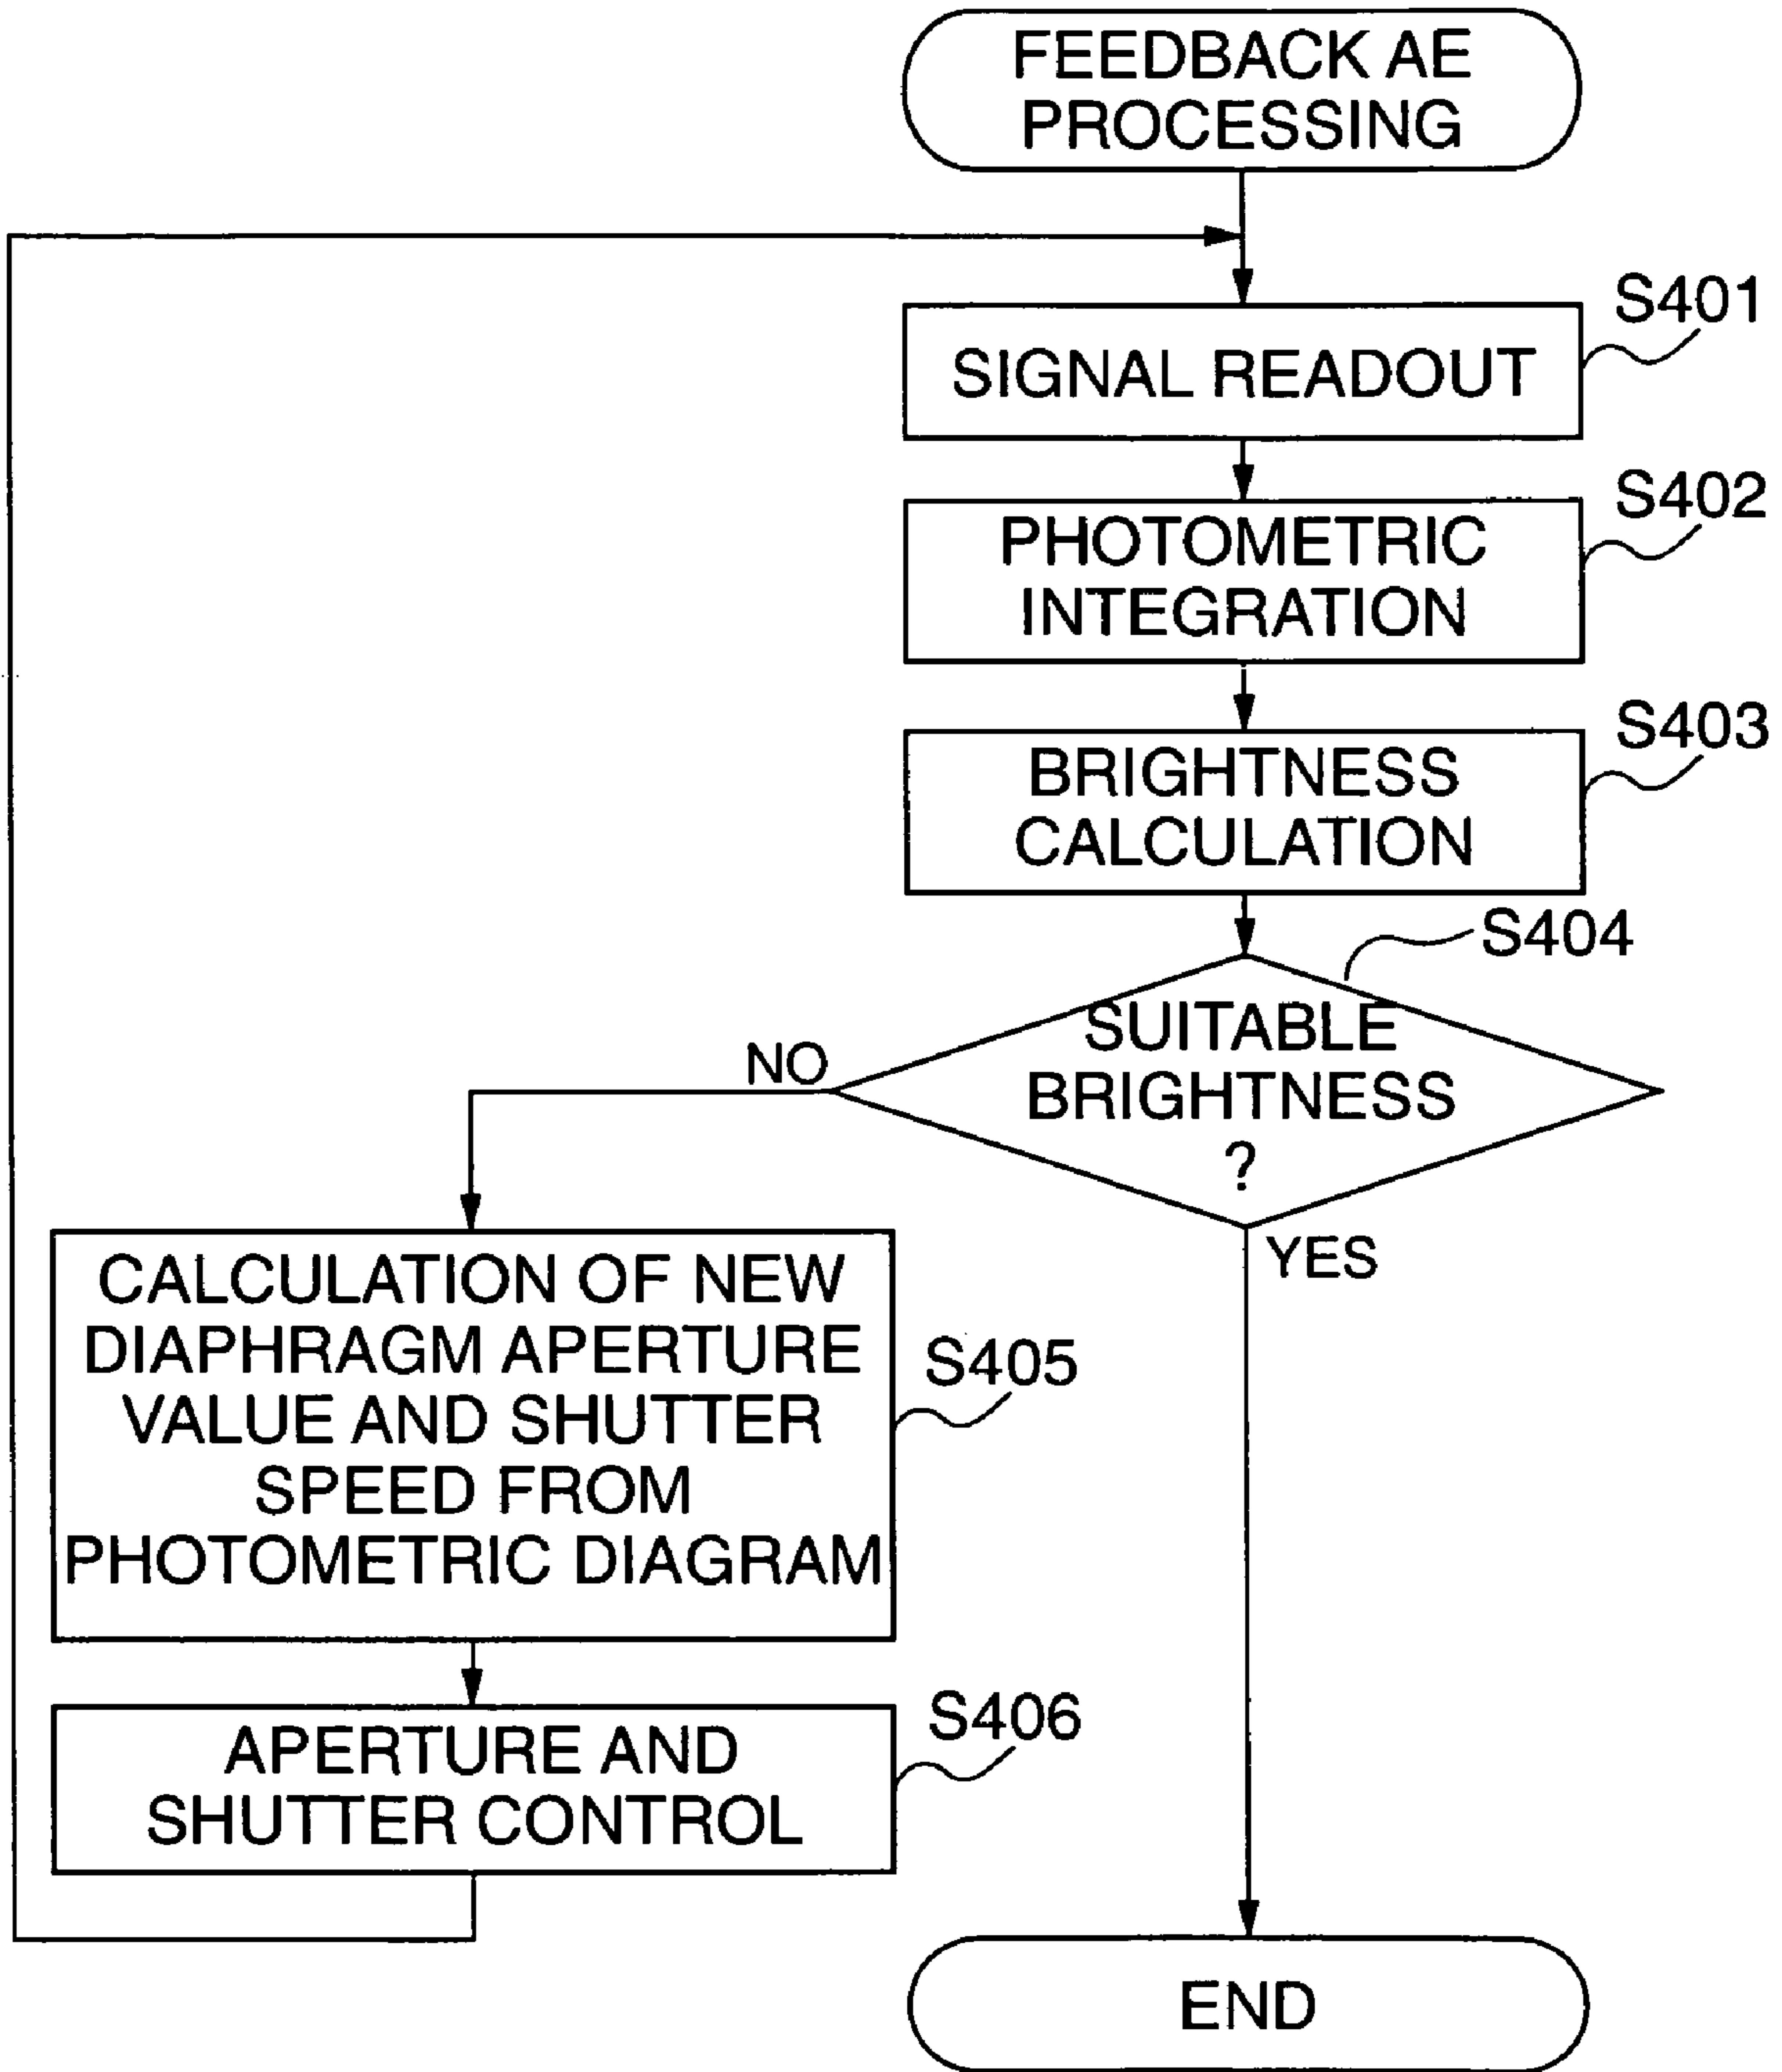 FEEDBACK AE
PROCESSING
S401
SIGNAL READOUT
S402
PHOTOMETRIC
INTEGRATION
S403
BRIGHTNESS
CALCULATION
S404
SUITABLE
BRIGHTNESS
?
NO
YES
CALCULATION OF NEW
DIAPHRAGM APERTURE
VALUE AND SHUTTER
SPEED FROM
PHOTOMETRIC DIAGRAM
S405
APERTURE AND
SHUTTER CONTROL
S406
END